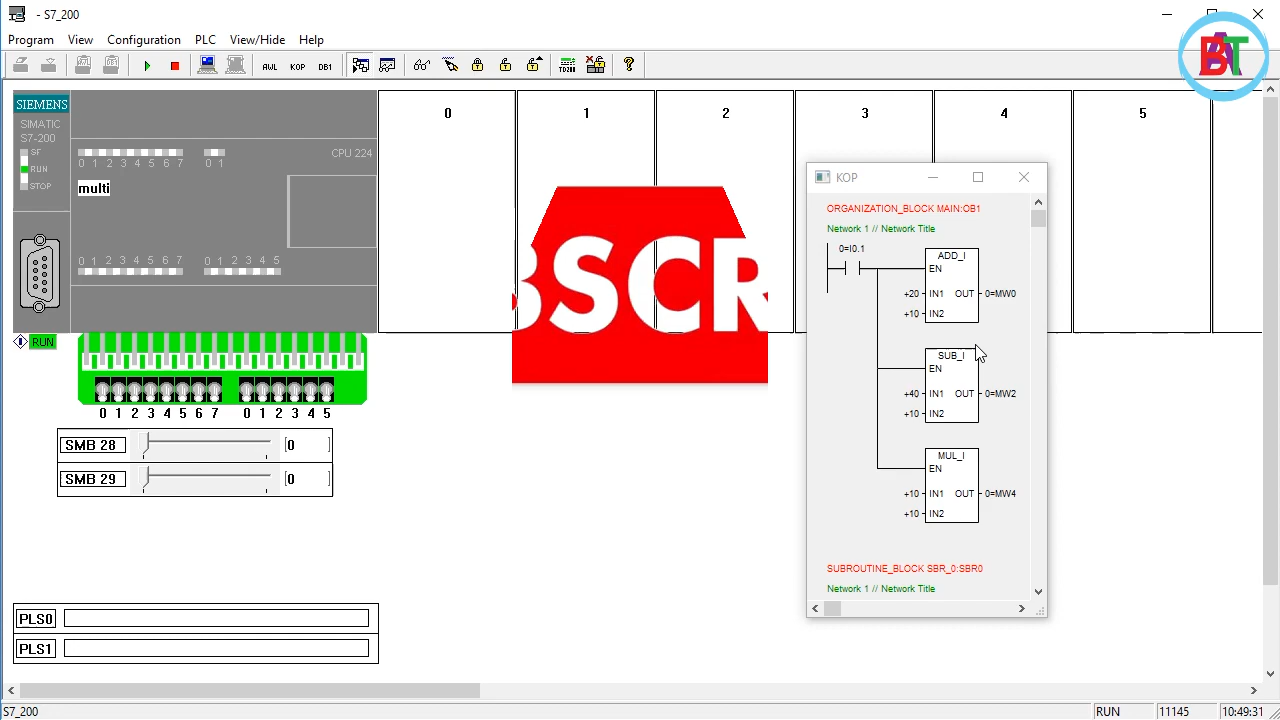 - S7_200
Program View Configuration PLC View/Hide Help
AWL KOP DB1 TD200 ?
BAT
SIEMENS
SIMATIC
S7-200
SF
RUN
STOP
0 1 2 3 4 5 6 7 0 1
CPU 224
multi
0 1 2 3 4 5 6 7 0 1 2 3 4 5
0 1 2 3 4 5
BSCR
RUN
0 1 2 3 4 5 6 7 0 1 2 3 4 5
SMB 28 [0 ]
SMB 29 [0 ]
PLS0
PLS1
KOP
ORGANIZATION_BLOCK MAIN:OB1
Network 1 // Network Title
0=I0.1
ADD_I
EN
+20 IN1 OUT 0=MW0
+10 IN2
SUB_I
EN
+40 IN1 OUT 0=MW2
+10 IN2
MUL_I
EN
+10 IN1 OUT 0=MW4
+10 IN2
SUBROUTINE_BLOCK SBR_0:SBR0
Network 1 // Network Title
S7_200 RUN 11145 10:49:31